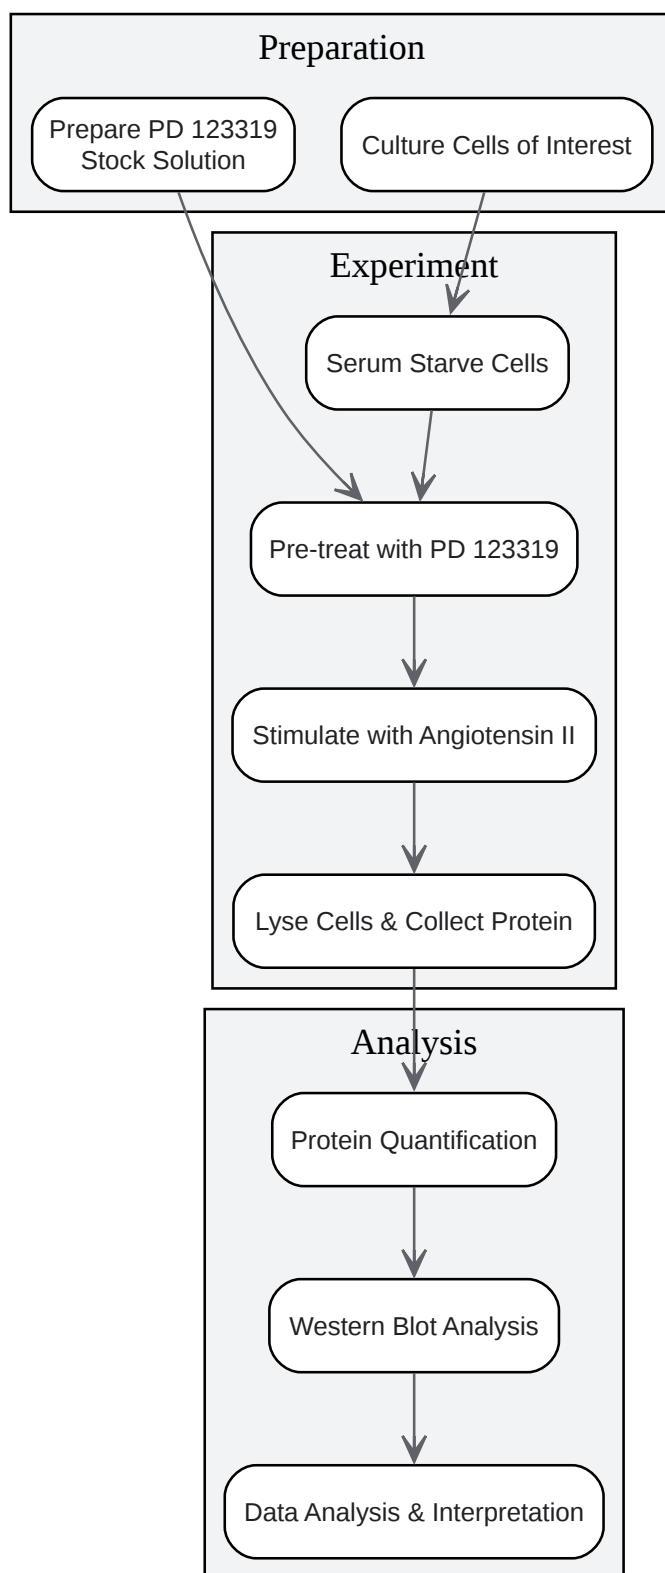 Preparation
Prepare PD 123319
Stock Solution
Culture Cells of Interest
Experiment
Serum Starve Cells
Pre-treat with PD 123319
Stimulate with Angiotensin II
Lyse Cells & Collect Protein
Analysis
Protein Quantification
Western Blot Analysis
Data Analysis & Interpretation